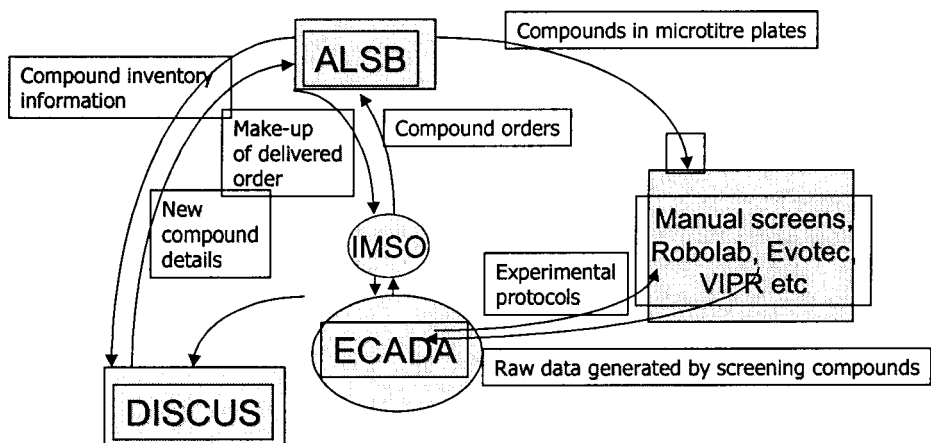 Compounds in microtitre plates
ALSB
Compound inventory
information
Make-up
of delivered
order
Compound orders
New
compound
details
IMSO
Manual screens,
Robolab, Evotec,
VIPR etc
Experimental
protocols
ECADA
Raw data generated by screening compounds
DISCUS